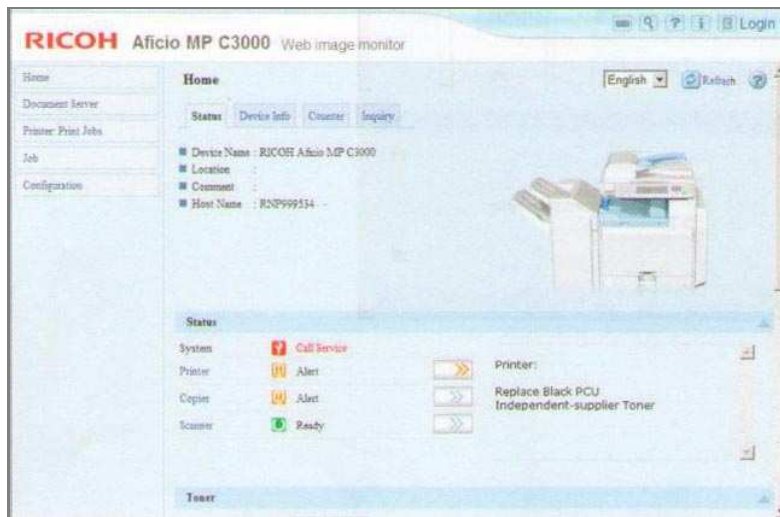 Login
RICOH Aficio MP C3000 Web image monitor
Home
Document Server
Printer: Print Jobs
Job
Configuration
Home
English
Refresh
Status Device Info Counter Inquiry
Device Name : RICOH Aficio MP C3000
Location :
Comment :
Host Name : RNP999534
Status
System Call Service
Printer Alert
Copier Alert
Scanner Ready
Printer:
Replace Black PCU
Independent-supplier Toner
Toner